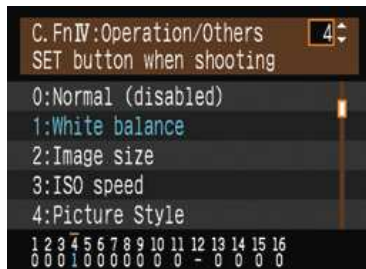 C.Fn Ⅳ:Operation/Others 4
SET button when shooting
0:Normal (disabled)
1:White balance
2:Image size
3:ISO speed
4:Picture Style
1 2 3 4 5 6 7 8 9 10 11 12 13 14 15 16
0 0 0 1 0 0 0 0 0 0 0 - 0 0 0 0